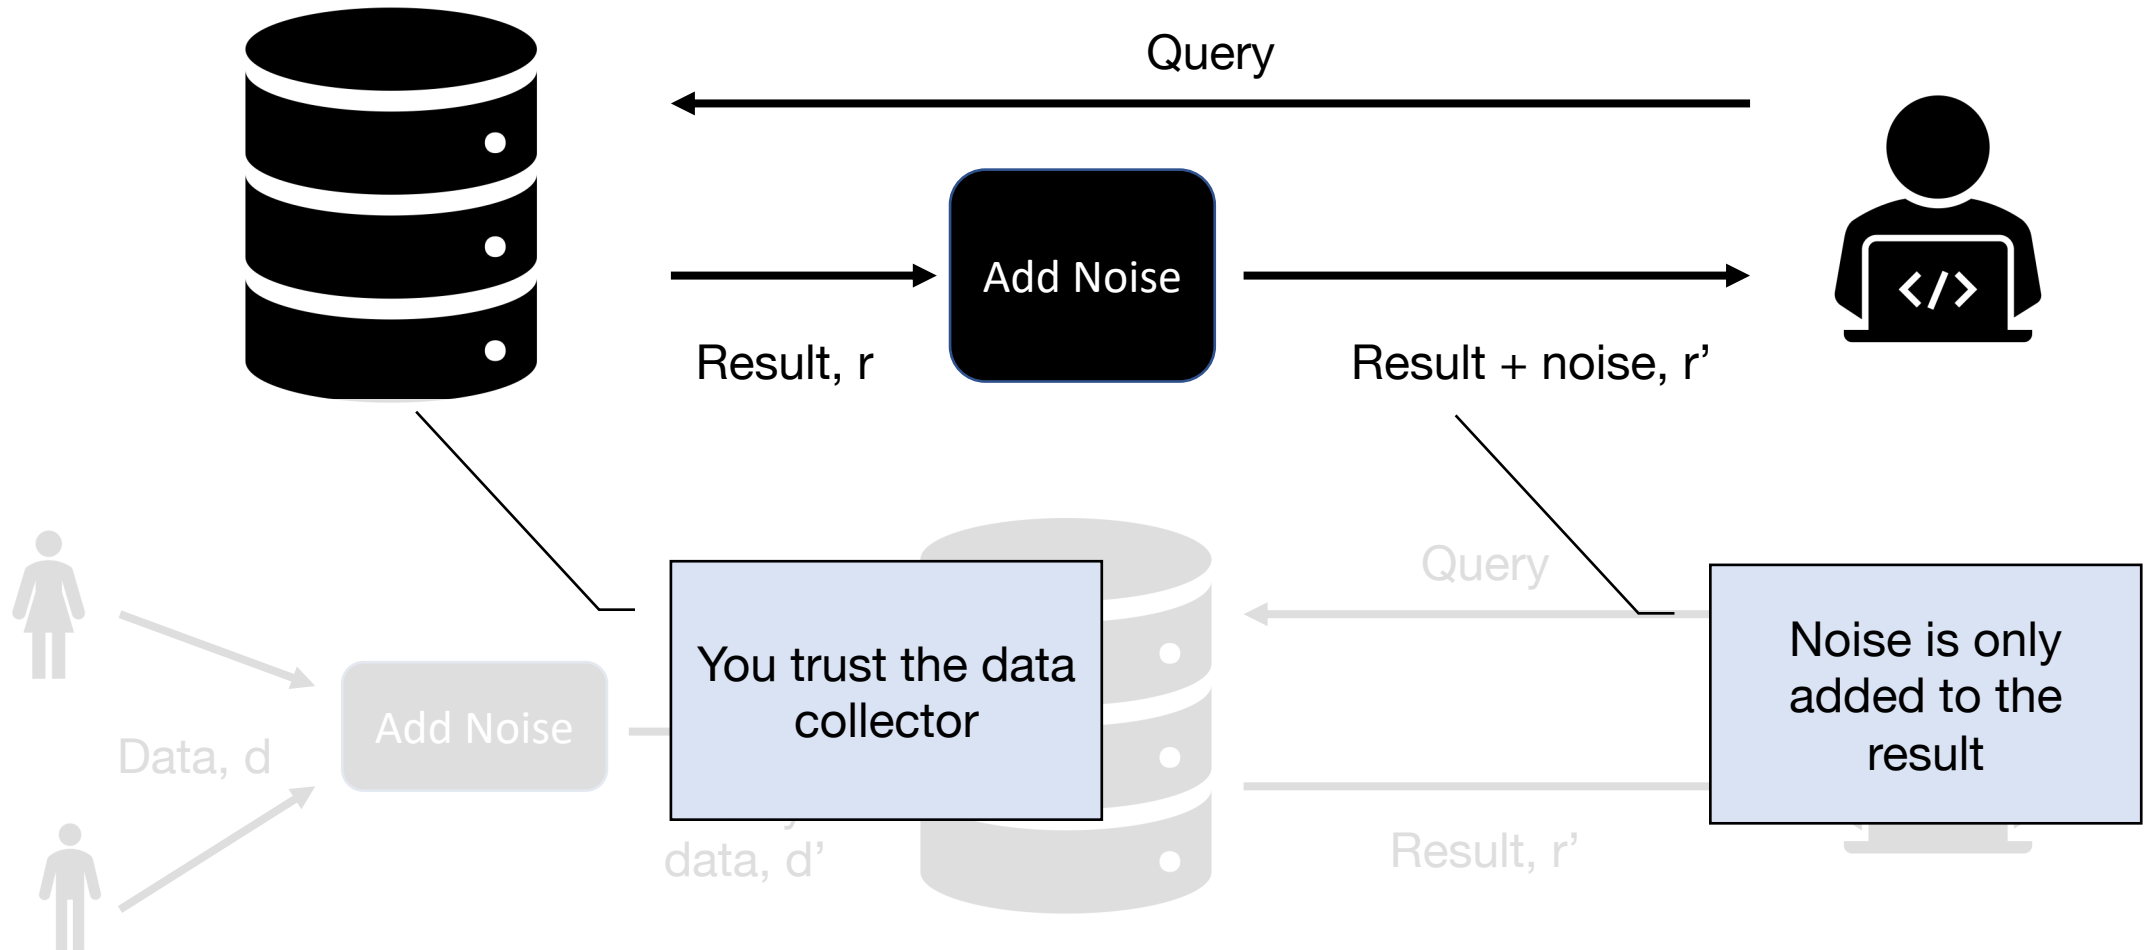 Query
Add Noise
Result, r
Result + noise, r’
</>
Query
You trust the data
collector
Noise is only
added to the
result
Add Noise
Data, d
data, d’
Result, r’